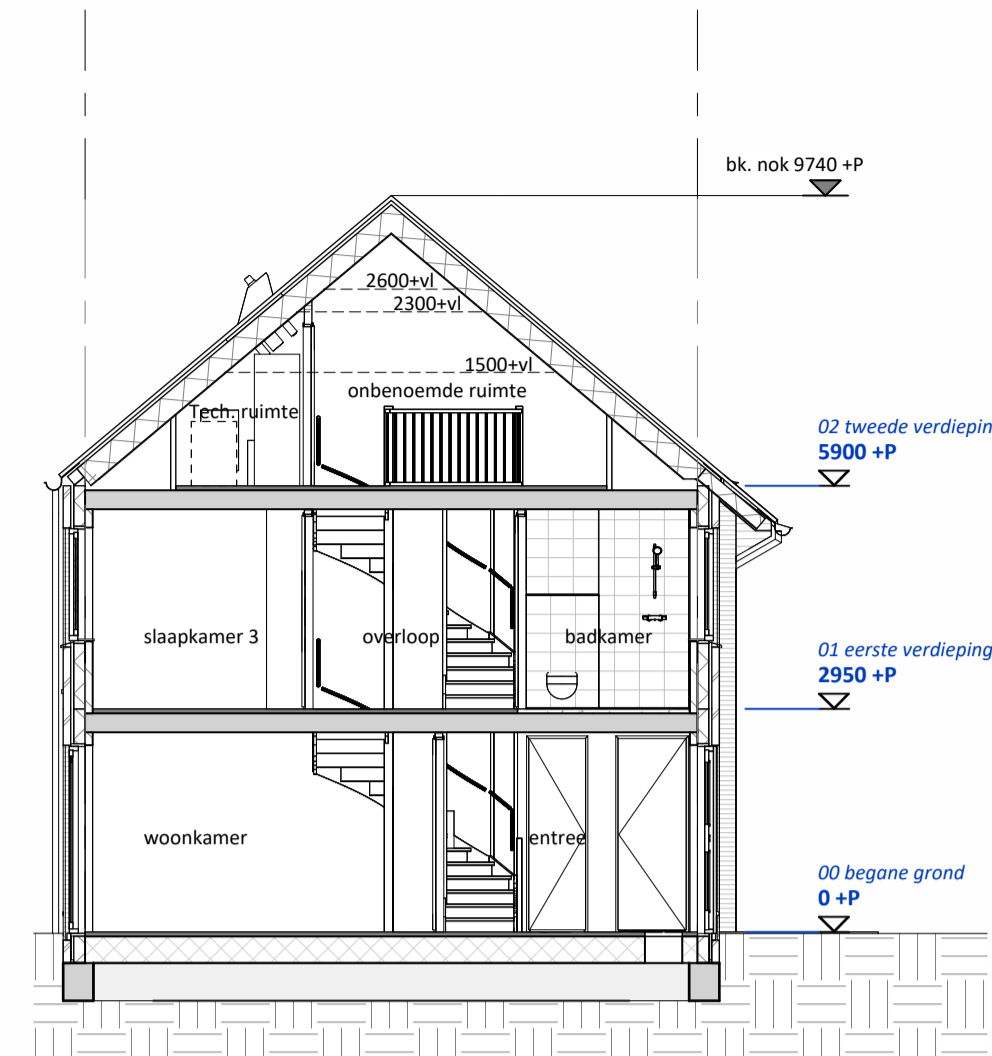 bk. nok 9740 +P
2600+vl
2300+vl
1500+vl
onbenoemde ruimte
Tech. ruimte
02 tweede verdiepin
5900 +P
slaapkamer 3
overloop
badkamer
01 eerste verdieping
2950 +P
woonkamer
entree
00 begane grond
0 +P